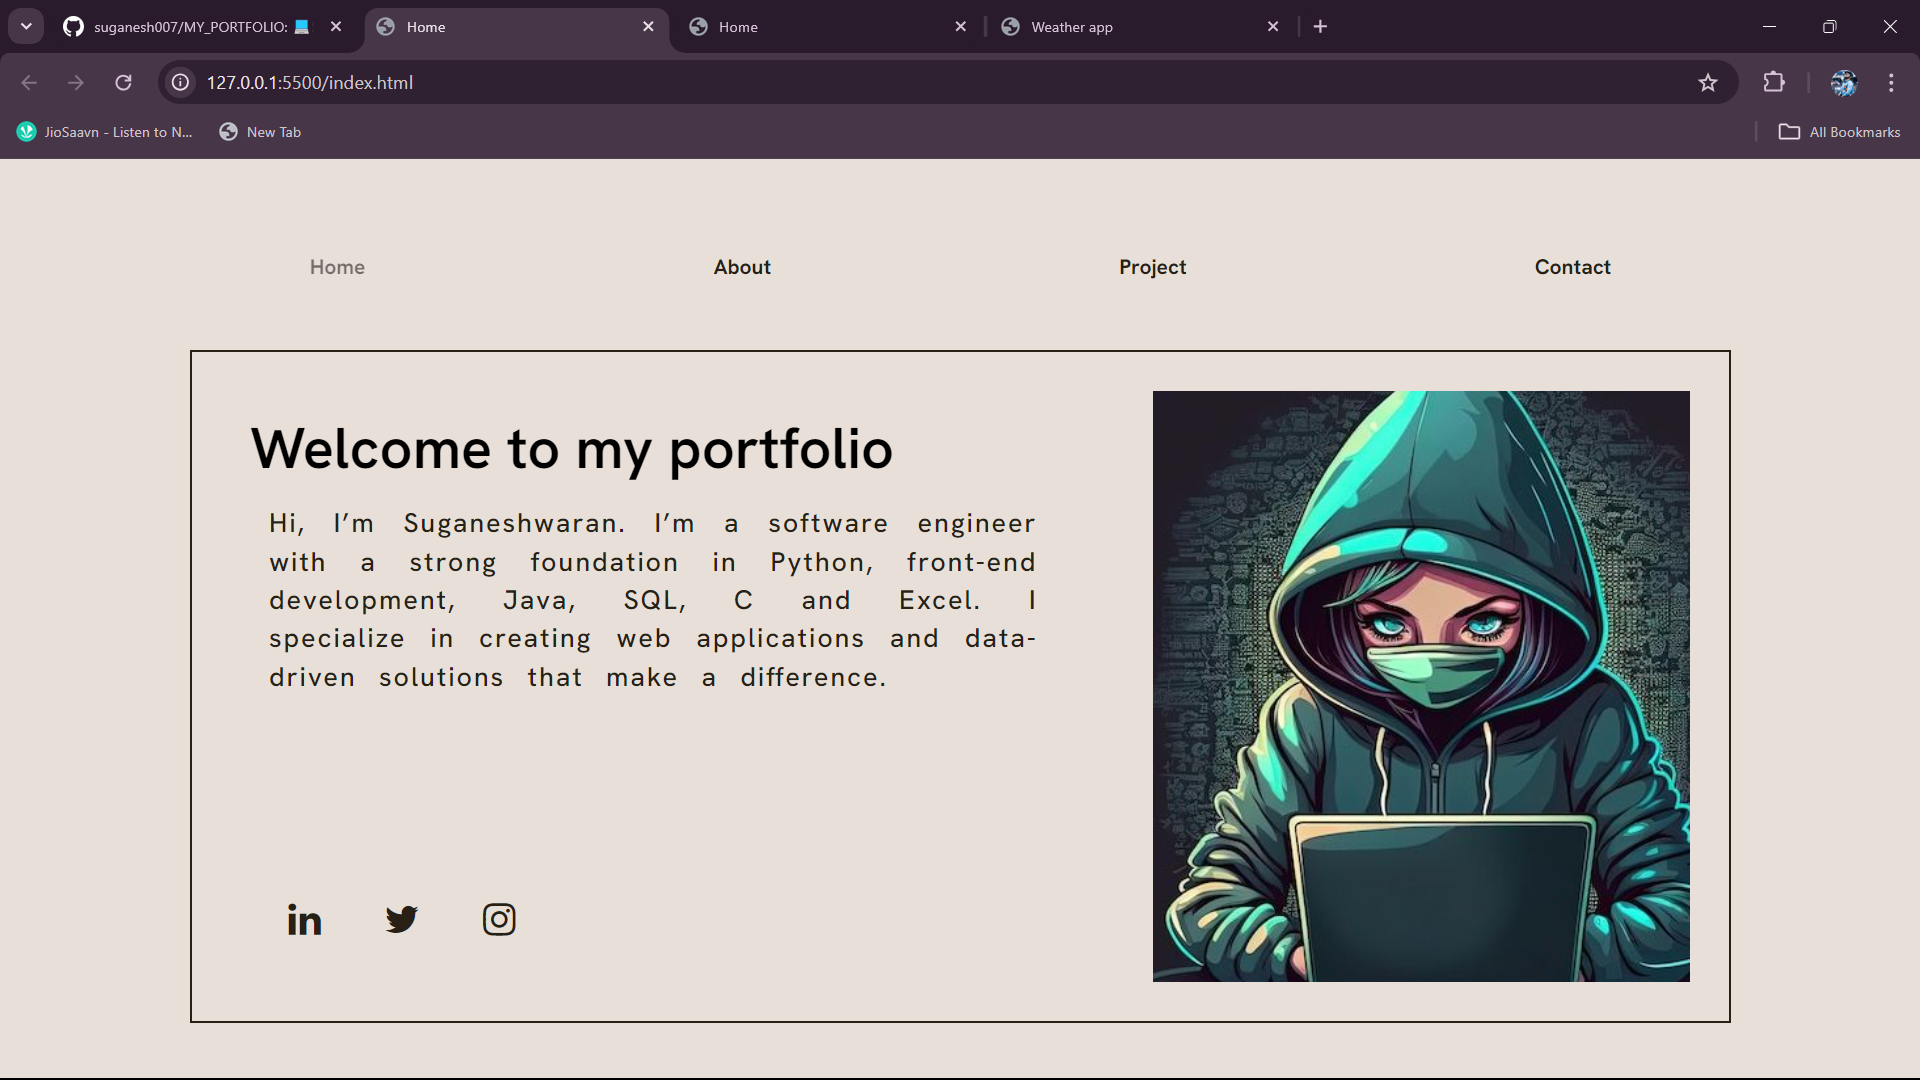 suganesh007/MY_PORTFOLIO:
Home
Home
Weather app
127.0.0.1:5500/index.html
JioSaavn - Listen to N...
New Tab
All Bookmarks
Home
About
Project
Contact
Welcome to my portfolio
Hi, I’m Suganeshwaran. I’m a software engineer
with a strong foundation in Python, front-end
development, Java, SQL, C and Excel. I
specialize in creating web applications and data-
driven solutions that make a difference.
in